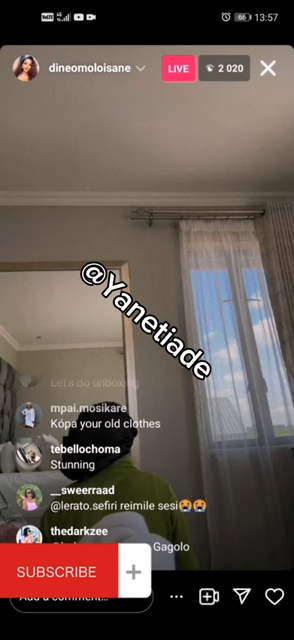 13:57
66
dineomoloisane
LIVE
2 020
@Yanetiade
Let's do unboxing
mpai.mosikare
Kópa your old clothes
tebellochoma
Stunning
__sweerraad
@lerato.sefiri reimile sesi😭😭
thedarkzee
Gagolo
SUBSCRIBE
Add a comment...